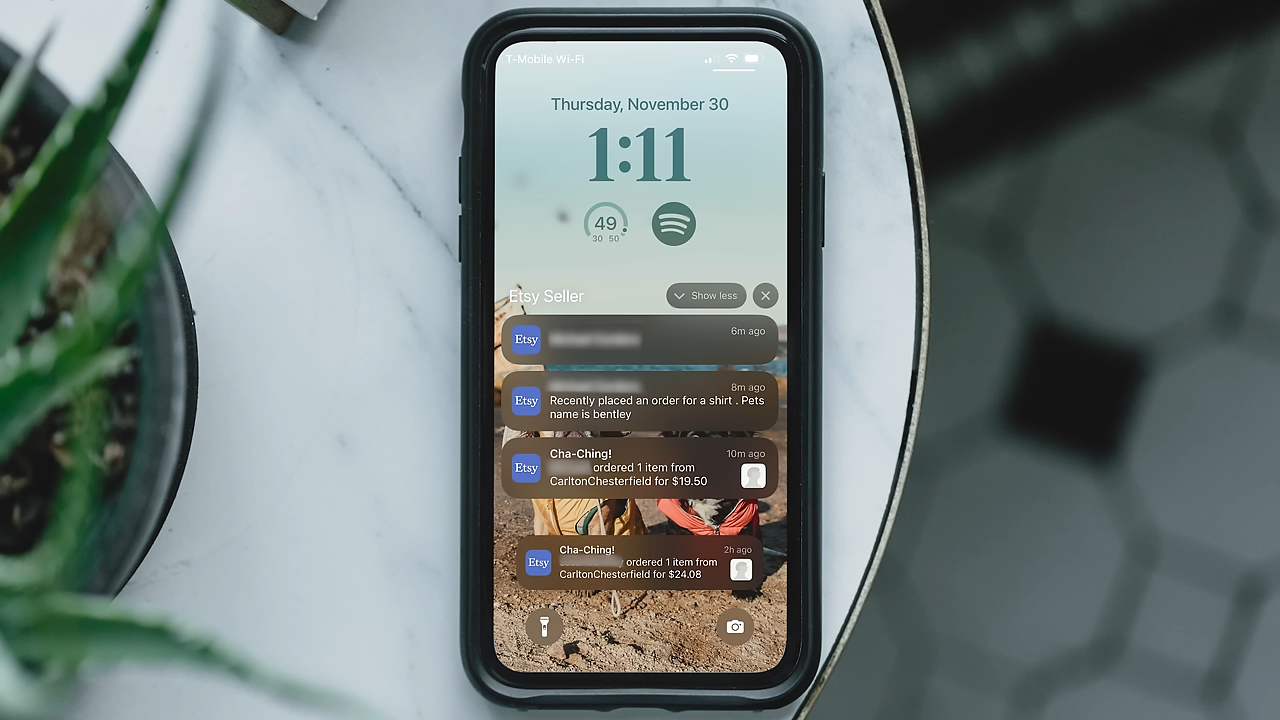 T-Mobile Wi-Fi
Thursday, November 30
1:11
49
30 50
Etsy Seller
Show less
Etsy
6m ago
Etsy
8m ago
Recently placed an order for a shirt . Pets
name is bentley
Etsy
Cha-Ching!
10m ago
ordered 1 item from
CarltonChesterfield for $19.50
Etsy
Cha-Ching!
2h ago
ordered 1 item from
CarltonChesterfield for $24.08